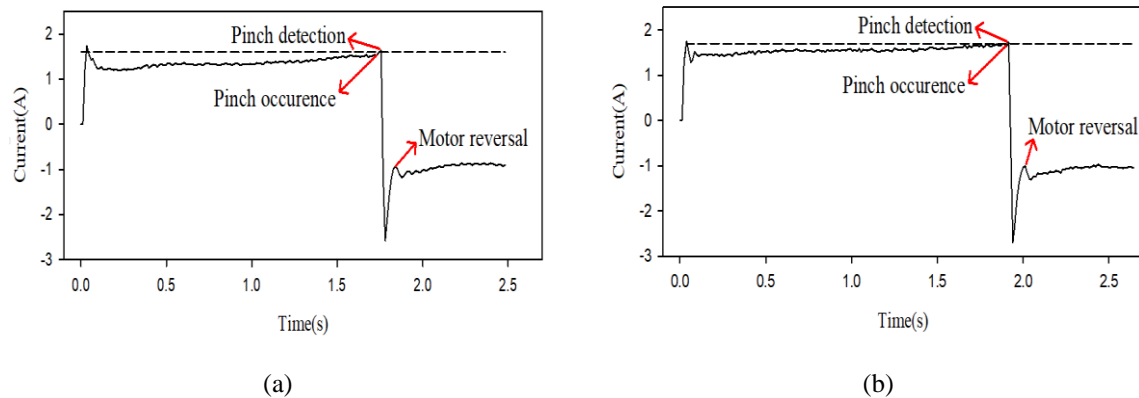 Pinch detection
Pinch occurence
Motor reversal
Current(A)
2
1
0
-1
-2
-3
0.0 0.5 1.0 1.5 2.0 2.5
Time(s)
(a)
Pinch detection
Pinch occurence
Motor reversal
Current(A)
2
1
0
-1
-2
-3
0.0 0.5 1.0 1.5 2.0 2.5
Time(s)
(b)